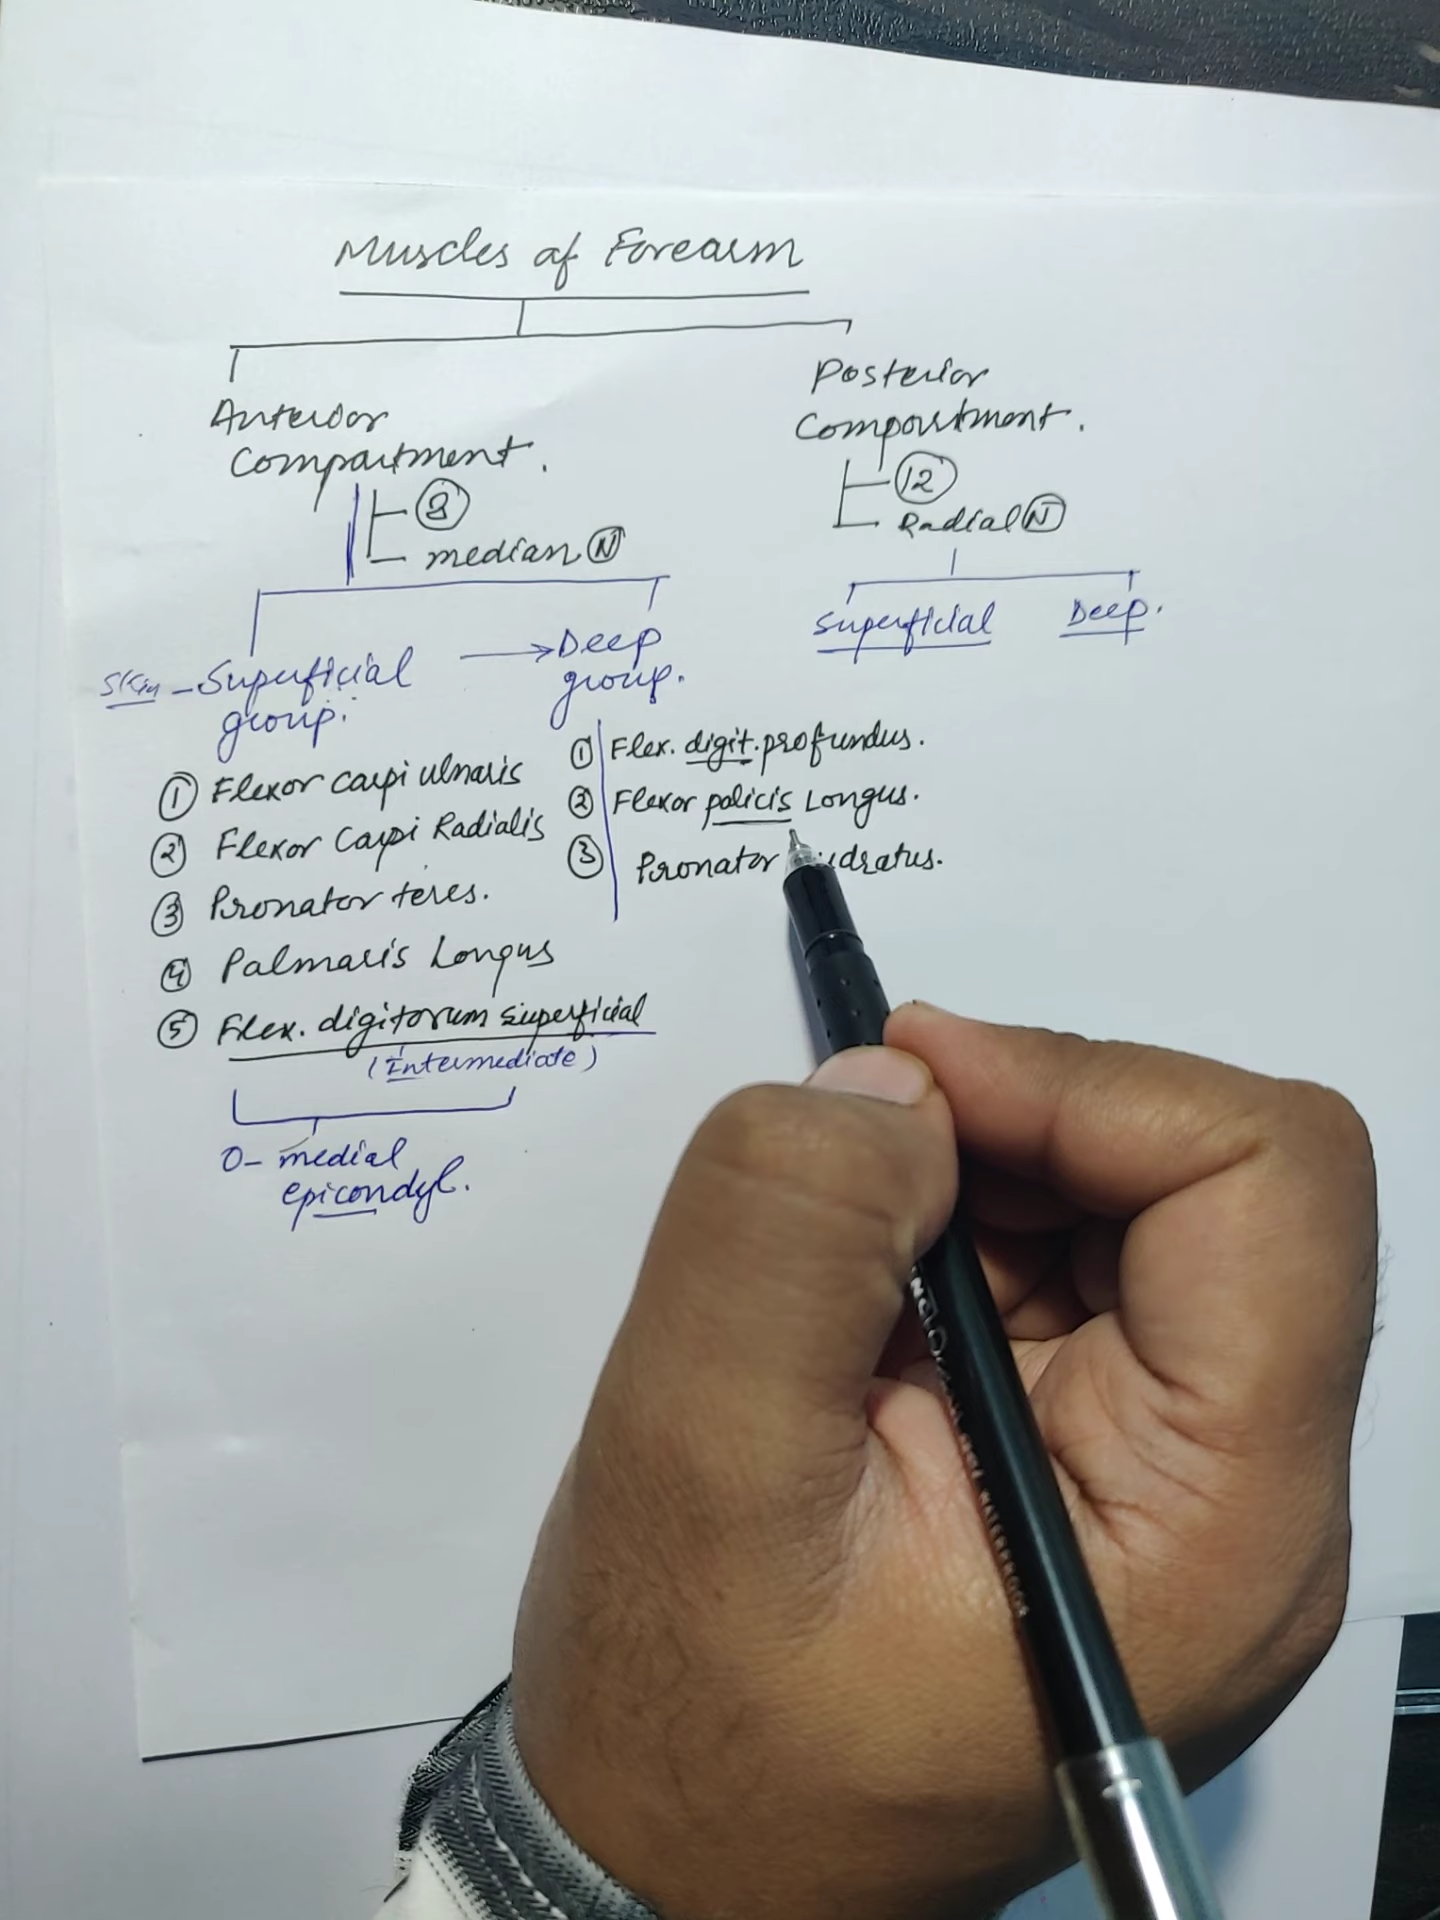 Muscles of Forearm
Anterior
Compartment.
8
median N
Posterior
Compartment.
12
Radial N
Skin - Superficial
group.
→ Deep
group.
Superficial
Deep.
1 Flexor Carpi ulnaris
2 Flexor Carpi Radialis
3 Pronator teres.
4 Palmaris Longus
5 Flex. digitorum superficial
(Intermediate)
O- medial
epicondyl.
1 Flex. digit. profundus.
2 Flexor policis Longus.
3 Pronator